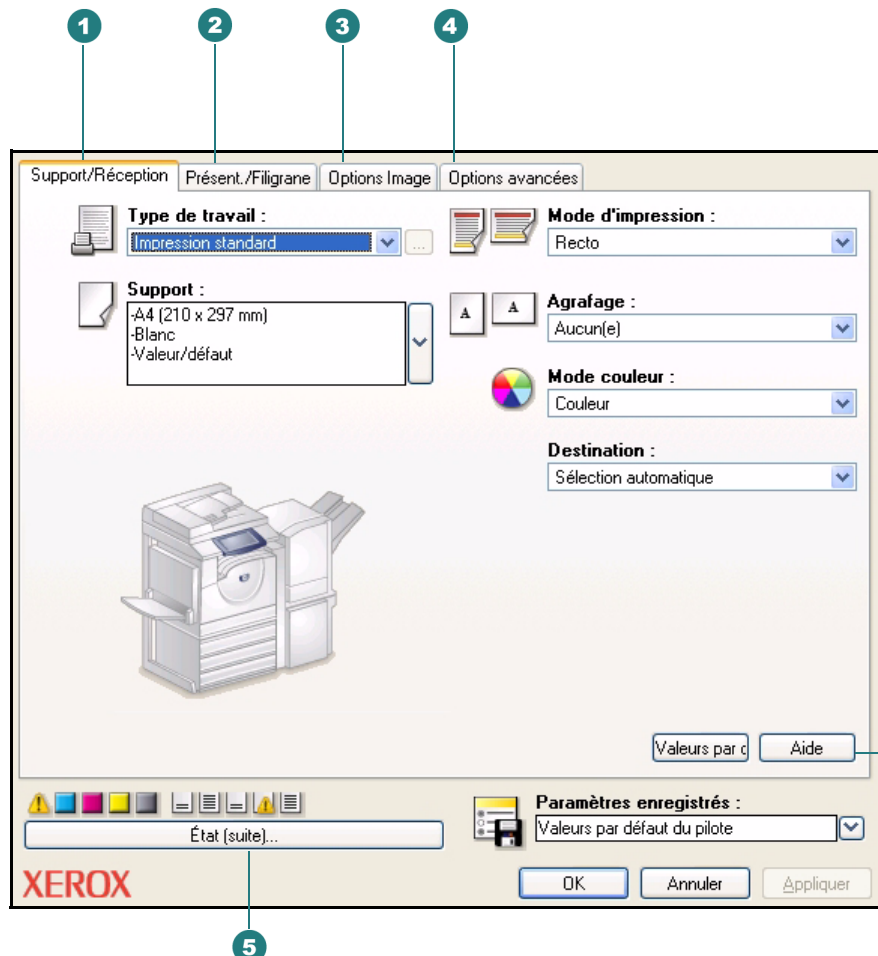 1 2 3 4
Support/Réception Présent./Filigrane Options Image Options avancées
Type de travail :
Impression standard
...
Support :
-A4 (210 x 297 mm)
-Blanc
-Valeur/défaut
Mode d'impression :
Recto
A A
Agrafage :
Aucun(e)
Mode couleur :
Couleur
Destination :
Sélection automatique
Valeurs par d Aide
État (suite)...
Paramètres enregistrés :
Valeurs par défaut du pilote
XEROX
OK Annuler Appliquer
5